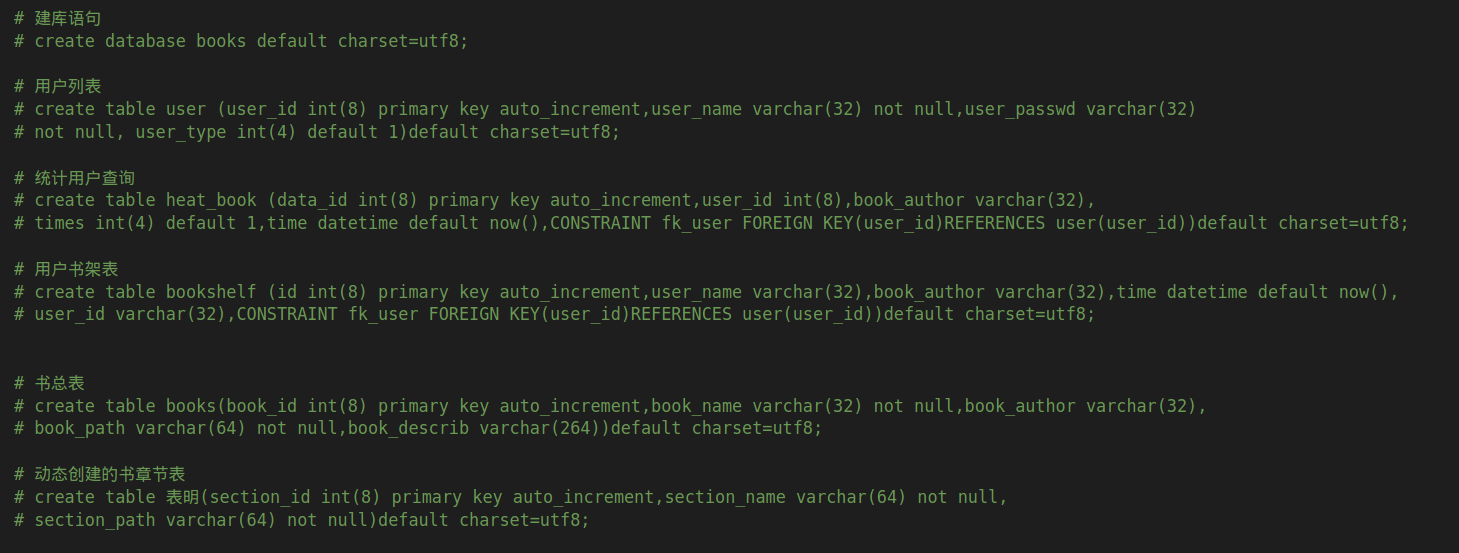 # 建库语句
# create database books default charset=utf8;
# 用户列表
# create table user (user_id int(8) primary key auto_increment,user_name varchar(32) not null,user_passwd varchar(32)
# not null, user_type int(4) default 1)default charset=utf8;
# 统计用户查询
# create table heat_book (data_id int(8) primary key auto_increment,user_id int(8),book_author varchar(32),
# times int(4) default 1,time datetime default now(),CONSTRAINT fk_user FOREIGN KEY(user_id)REFERENCES user(user_id))default charset=utf8;
# 用户书架表
# create table bookshelf (id int(8) primary key auto_increment,user_name varchar(32),book_author varchar(32),time datetime default now(),
# user_id varchar(32),CONSTRAINT fk_user FOREIGN KEY(user_id)REFERENCES user(user_id))default charset=utf8;
# 书总表
# create table books(book_id int(8) primary key auto_increment,book_name varchar(32) not null,book_author varchar(32),
# book_path varchar(64) not null,book_describ varchar(264))default charset=utf8;
# 动态创建的书章节表
# create table 表明(section_id int(8) primary key auto_increment,section_name varchar(64) not null,
# section_path varchar(64) not null)default charset=utf8;